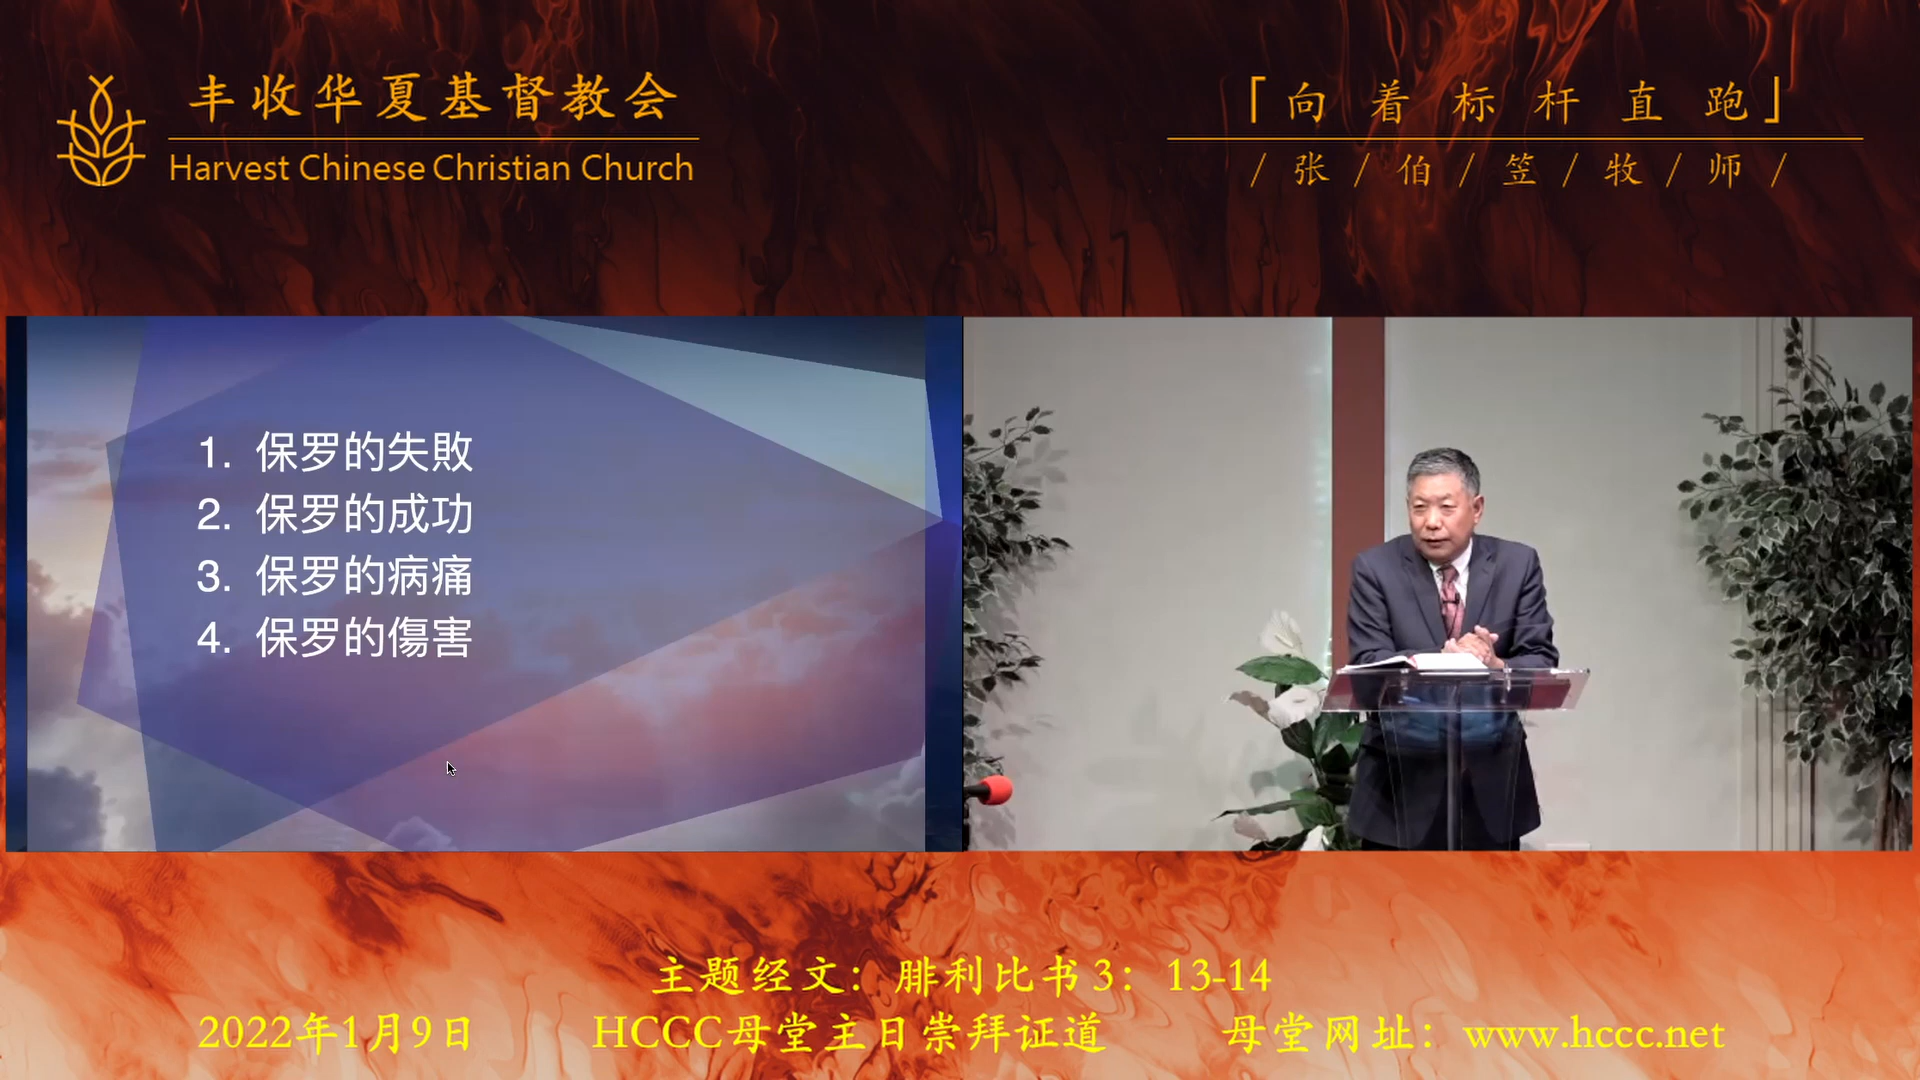 丰收华夏基督教会
Harvest Chinese Christian Church
「向着标杆直跑」
/ 张 / 伯 / 笠 / 牧 / 师 /
1. 保罗的失敗
2. 保罗的成功
3. 保罗的病痛
4. 保罗的傷害
主题经文：腓利比书3：13-14
2022年1月9日 HCCC母堂主日崇拜证道 母堂网址：www.hccc.net